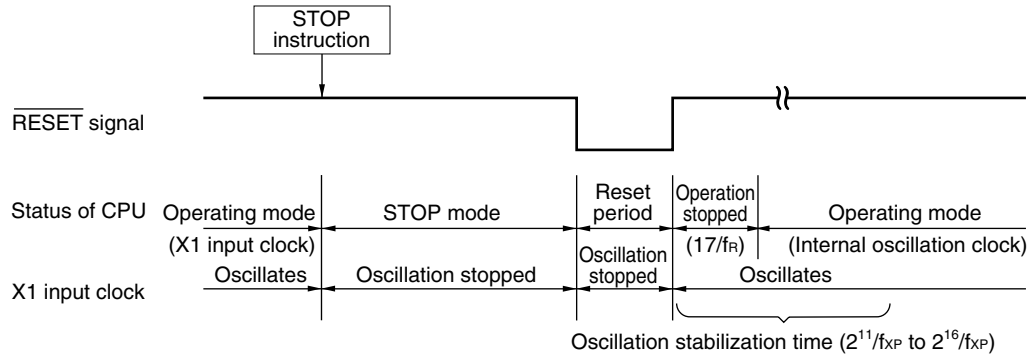 STOP
instruction
RESET signal
Status of CPU
Operating mode
(X1 input clock)
STOP mode
Reset
period
Operation
stopped
(17/fR)
Operating mode
(Internal oscillation clock)
X1 input clock
Oscillates
Oscillation stopped
Oscillation
stopped
Oscillates
Oscillation stabilization time (2^11/fXP to 2^16/fXP)